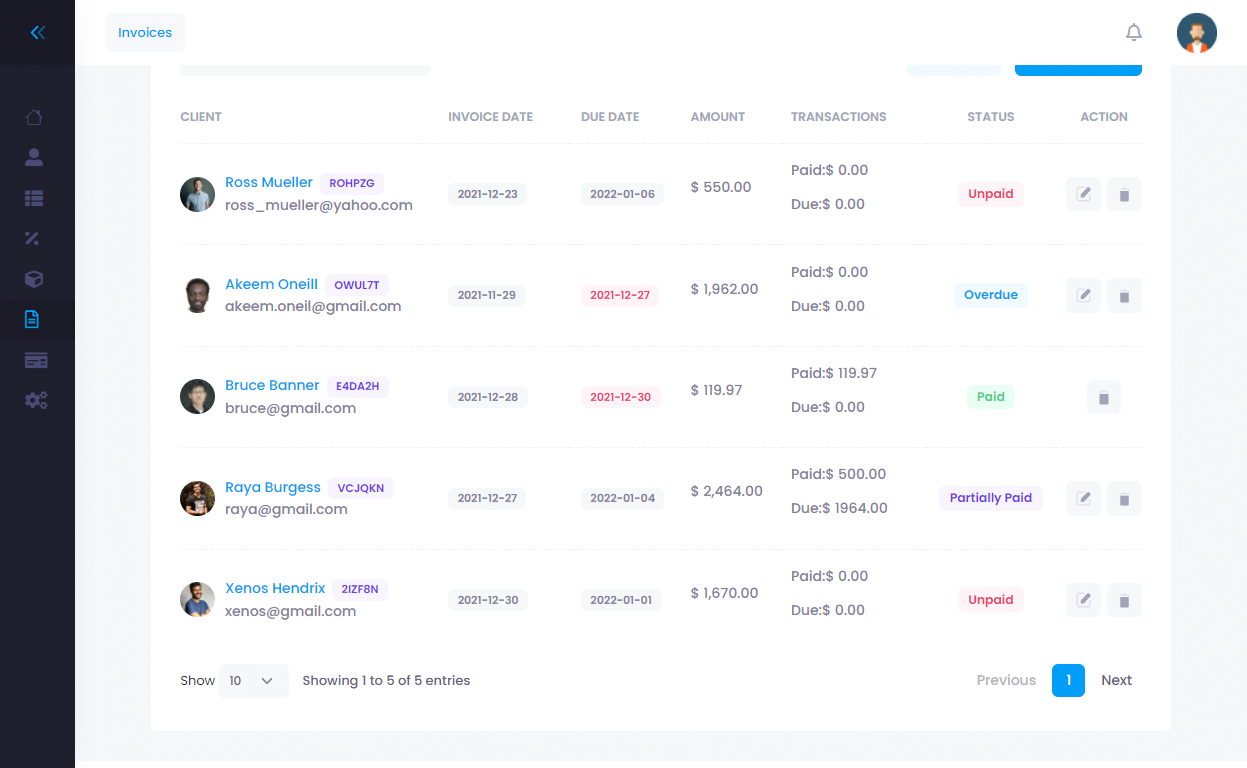 Invoices
CLIENT INVOICE DATE DUE DATE AMOUNT TRANSACTIONS STATUS ACTION
Ross Mueller ROHPZG
ross_mueller@yahoo.com
2021-12-23
2022-01-06
$ 550.00
Paid:$ 0.00
Due:$ 0.00
Unpaid
Akeem Oneill OWUL7T
akeem.oneil@gmail.com
2021-11-29
2021-12-27
$ 1,962.00
Paid:$ 0.00
Due:$ 0.00
Overdue
Bruce Banner E4DA2H
bruce@gmail.com
2021-12-28
2021-12-30
$ 119.97
Paid:$ 119.97
Due:$ 0.00
Paid
Raya Burgess VCJQKN
raya@gmail.com
2021-12-27
2022-01-04
$ 2,464.00
Paid:$ 500.00
Due:$ 1964.00
Partially Paid
Xenos Hendrix 2IZF8N
xenos@gmail.com
2021-12-30
2022-01-01
$ 1,670.00
Paid:$ 0.00
Due:$ 0.00
Unpaid
Show 10 Showing 1 to 5 of 5 entries Previous 1 Next